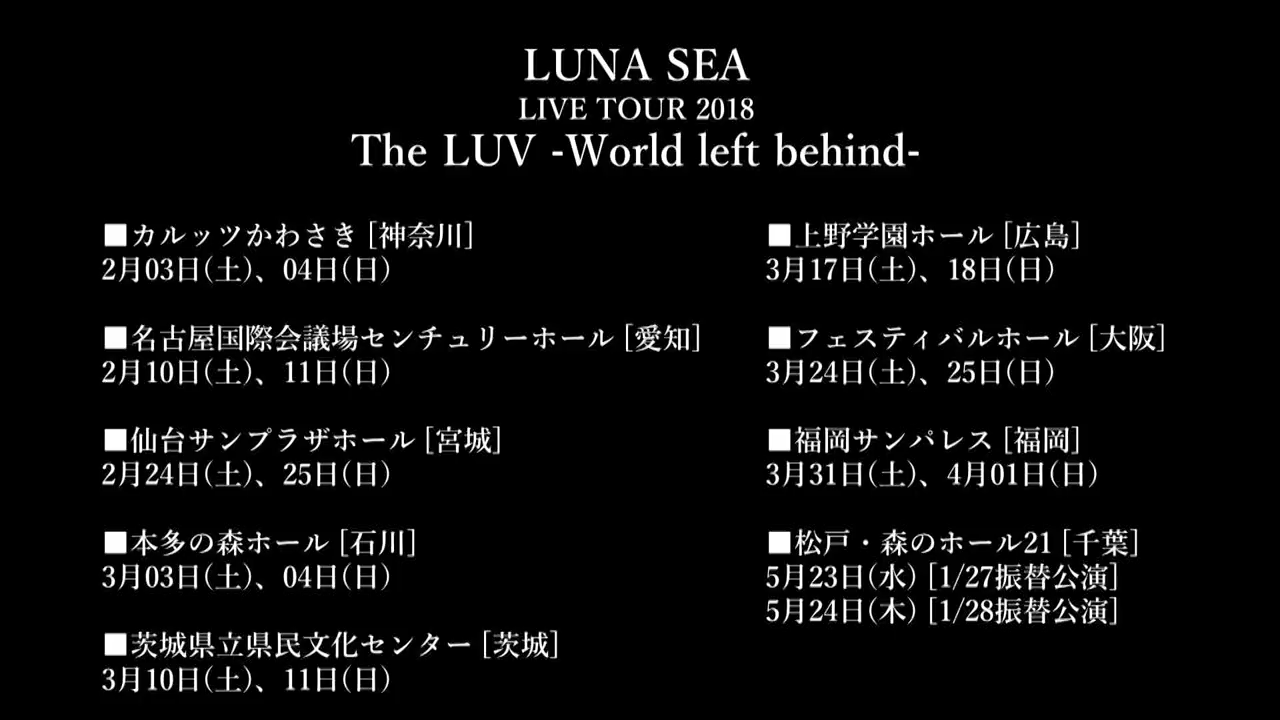 LUNA SEA
LIVE TOUR 2018
The LUV -World left behind-
■カルッツかわさき [神奈川]
2月03日(土)、04日(日)
■名古屋国際会議場センチュリーホール [愛知]
2月10日(土)、11日(日)
■仙台サンプラザホール [宮城]
2月24日(土)、25日(日)
■本多の森ホール [石川]
3月03日(土)、04日(日)
■茨城県立県民文化センター [茨城]
3月10日(土)、11日(日)
■上野学園ホール [広島]
3月17日(土)、18日(日)
■フェスティバルホール [大阪]
3月24日(土)、25日(日)
■福岡サンパレス [福岡]
3月31日(土)、4月01日(日)
■松戸・森のホール21 [千葉]
5月23日(水) [1/27振替公演]
5月24日(木) [1/28振替公演]